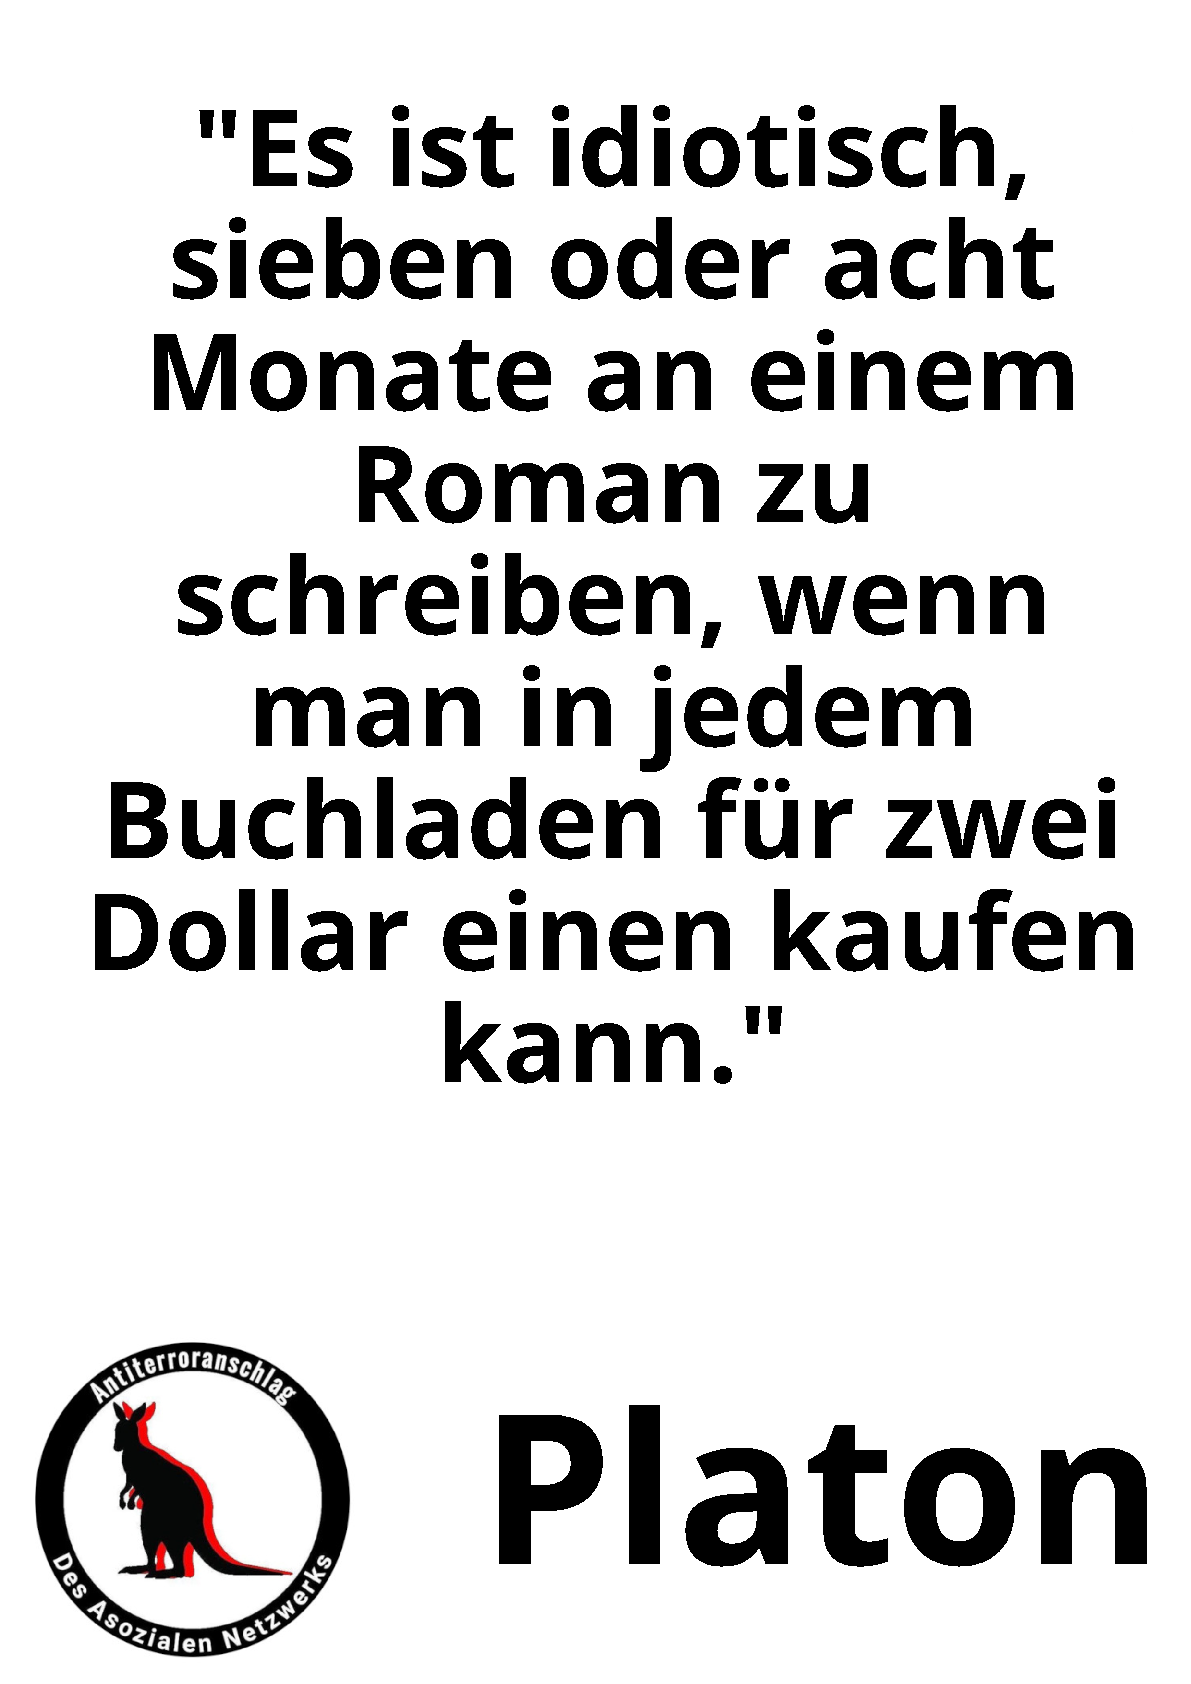 "Es ist idiotisch,
sieben oder acht
Monate an einem
Roman zu
schreiben, wenn
man in jedem
Buchladen für zwei
Dollar einen kaufen
kann."
Antiterroranschlag
Des Asozialen Netzwerks
Platon